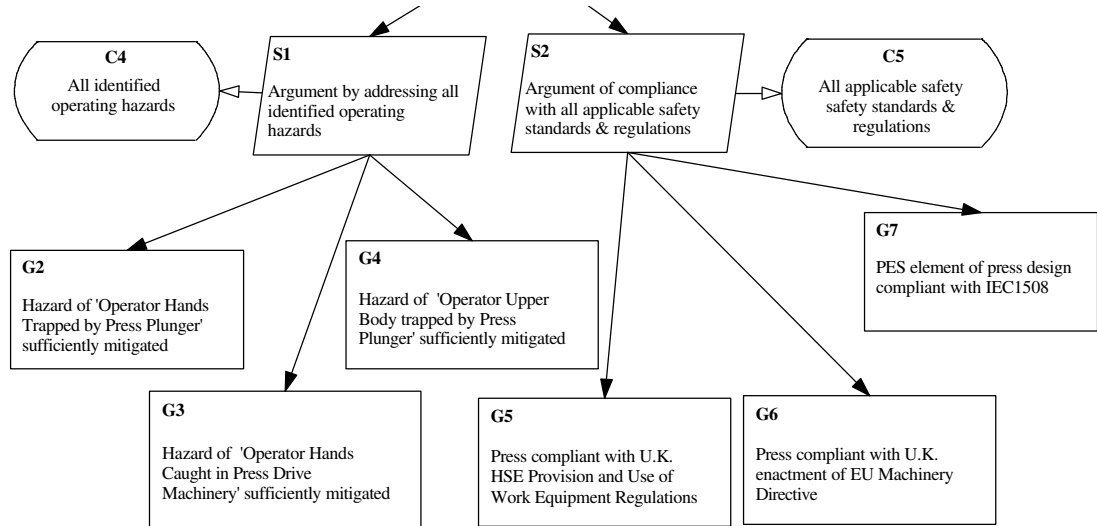 C4
All identified
operating hazards
S1
Argument by addressing all
identified operating
hazards
S2
Argument of compliance
with all applicable safety
standards & regulations
C5
All applicable safety
safety standards &
regulations
G2
Hazard of 'Operator Hands
Trapped by Press Plunger'
sufficiently mitigated
G4
Hazard of 'Operator Upper
Body trapped by Press
Plunger' sufficiently mitigated
G7
PES element of press design
compliant with IEC1508
G3
Hazard of 'Operator Hands
Caught in Press Drive
Machinery' sufficiently mitigated
G5
Press compliant with U.K.
HSE Provision and Use of
Work Equipment Regulations
G6
Press compliant with U.K.
enactment of EU Machinery
Directive